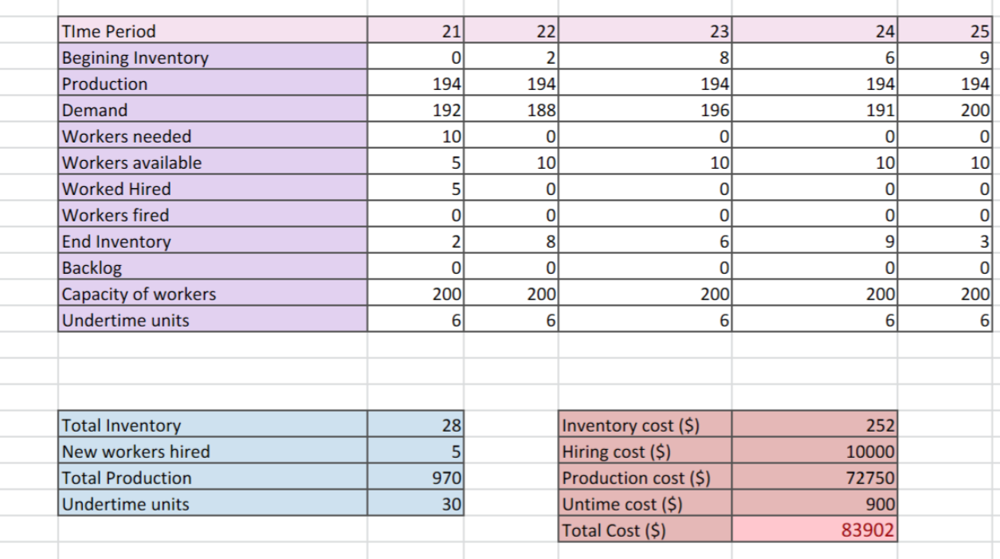 TIme Period 21 22 23 24 25
Begining Inventory 0 2 8 6 9
Production 194 194 194 194 194
Demand 192 188 196 191 200
Workers needed 10 0 0 0 0
Workers available 5 10 10 10 10
Worked Hired 5 0 0 0 0
Workers fired 0 0 0 0 0
End Inventory 2 8 6 9 3
Backlog 0 0 0 0 0
Capacity of workers 200 200 200 200 200
Undertime units 6 6 6 6 6
Total Inventory 28 Inventory cost ($) 252
New workers hired 5 Hiring cost ($) 10000
Total Production 970 Production cost ($) 72750
Undertime units 30 Untime cost ($) 900
Total Cost ($) 83902